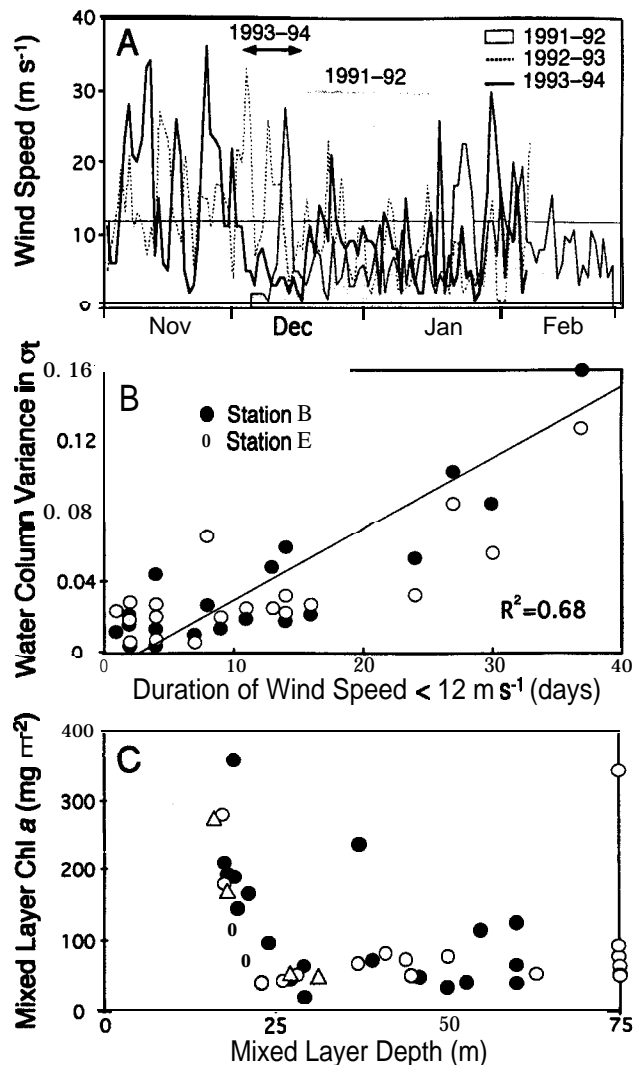 A
Wind Speed (m s-1)
40
30
20
10
0
1993–94
1991–92
1991–92
1992–93
1993–94
Nov
Dec
Jan
Feb
B
Water Column Variance in σt
0. 16
0.12
0. 08
0.04
0
Station B
Station E
R2=0.68
0
10
20
30
40
Duration of Wind Speed < 12 m s-1 (days)
C
Mixed Layer Chl a (mg m-2)
400
300
200
100
0
0
25
50
75
Mixed Layer Depth (m)